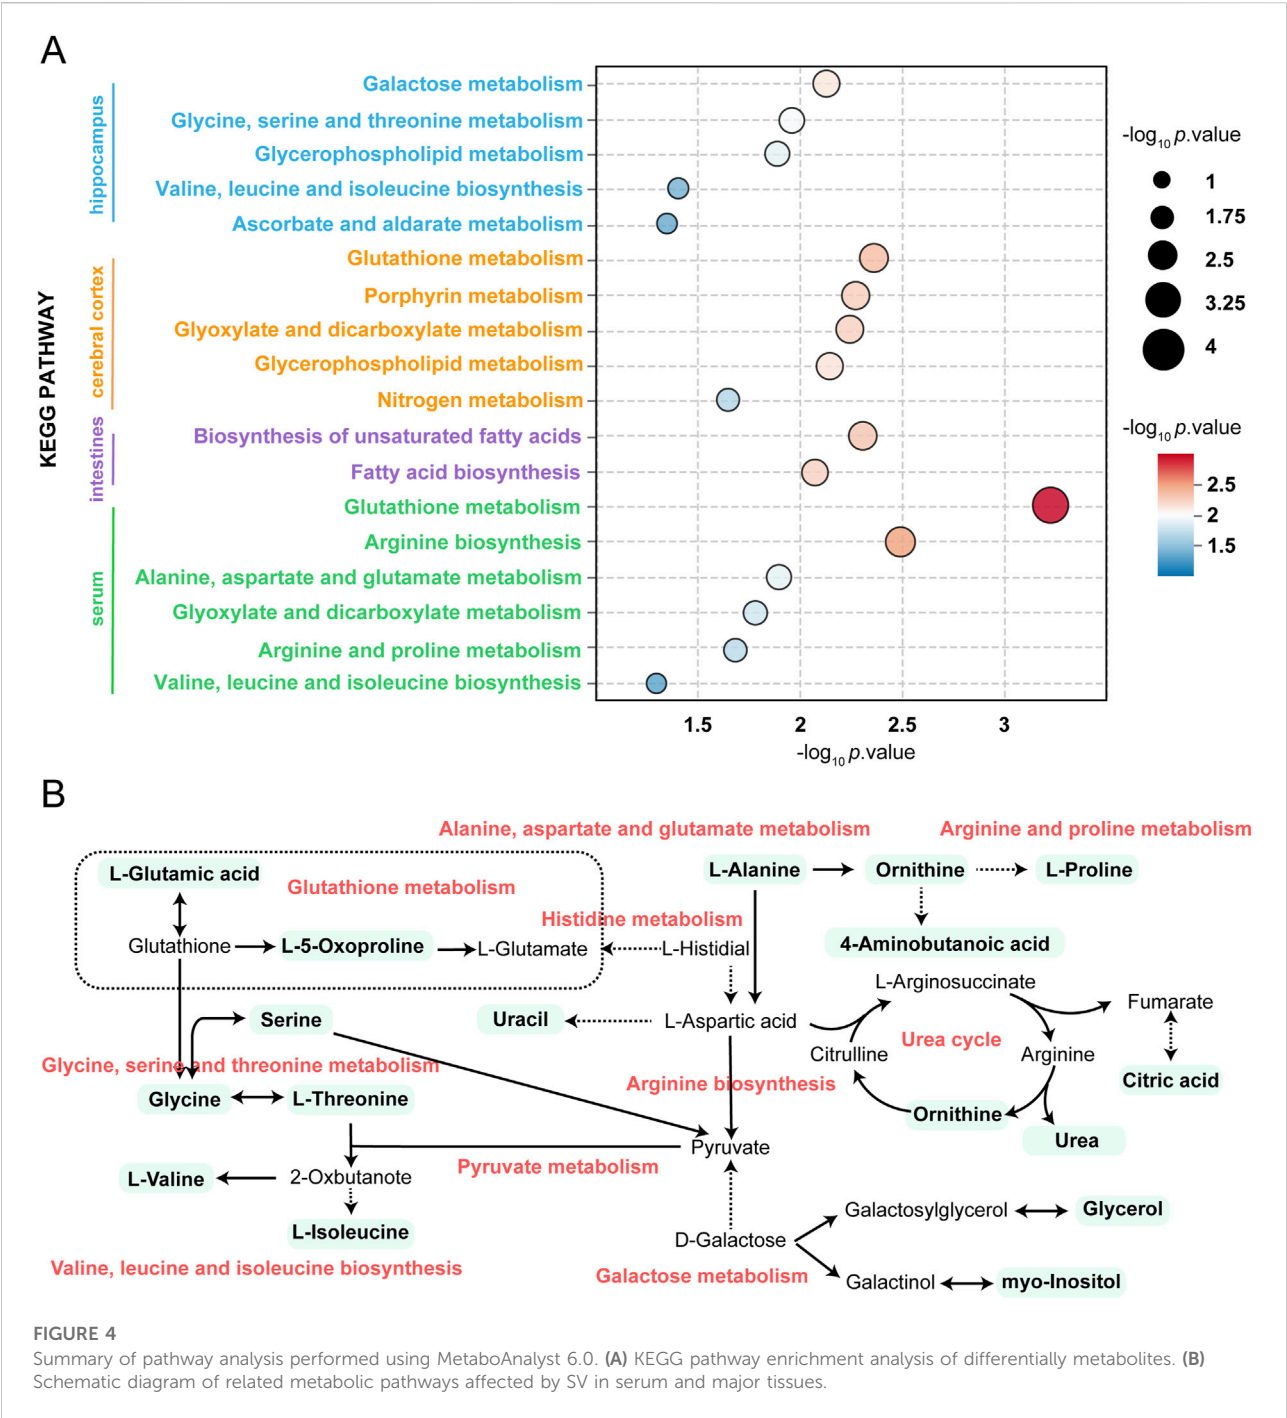 A
KEGG PATHWAY
hippocampus
Galactose metabolism
Glycine, serine and threonine metabolism
Glycerophospholipid metabolism
Valine, leucine and isoleucine biosynthesis
Ascorbate and aldarate metabolism
cerebral cortex
Glutathione metabolism
Porphyrin metabolism
Glyoxylate and dicarboxylate metabolism
Glycerophospholipid metabolism
Nitrogen metabolism
intestines
Biosynthesis of unsaturated fatty acids
Fatty acid biosynthesis
serum
Glutathione metabolism
Arginine biosynthesis
Alanine, aspartate and glutamate metabolism
Glyoxylate and dicarboxylate metabolism
Arginine and proline metabolism
Valine, leucine and isoleucine biosynthesis
1.5 2 2.5 3
-log10 p.value
-log10 p.value
1
1.75
2.5
3.25
4
-log10 p.value
2.5
2
1.5
B
Alanine, aspartate and glutamate metabolism
Arginine and proline metabolism
L-Glutamic acid
Glutathione metabolism
L-Alanine
Ornithine
L-Proline
Histidine metabolism
Glutathione
L-5-Oxoproline
L-Glutamate
L-Histidial
4-Aminobutanoic acid
L-Arginosuccinate
Fumarate
Serine
Uracil
L-Aspartic acid
Citrulline
Urea cycle
Arginine
Glycine, serine and threonine metabolism
Arginine biosynthesis
Citric acid
Glycine
L-Threonine
Ornithine
Urea
Pyruvate
Pyruvate metabolism
L-Valine
2-Oxbutanote
L-Isoleucine
Galactosylglycerol
Glycerol
D-Galactose
Valine, leucine and isoleucine biosynthesis
Galactose metabolism
Galactinol
myo-Inositol
FIGURE 4
Summary of pathway analysis performed using MetaboAnalyst 6.0. (A) KEGG pathway enrichment analysis of differentially metabolites. (B)
Schematic diagram of related metabolic pathways affected by SV in serum and major tissues.